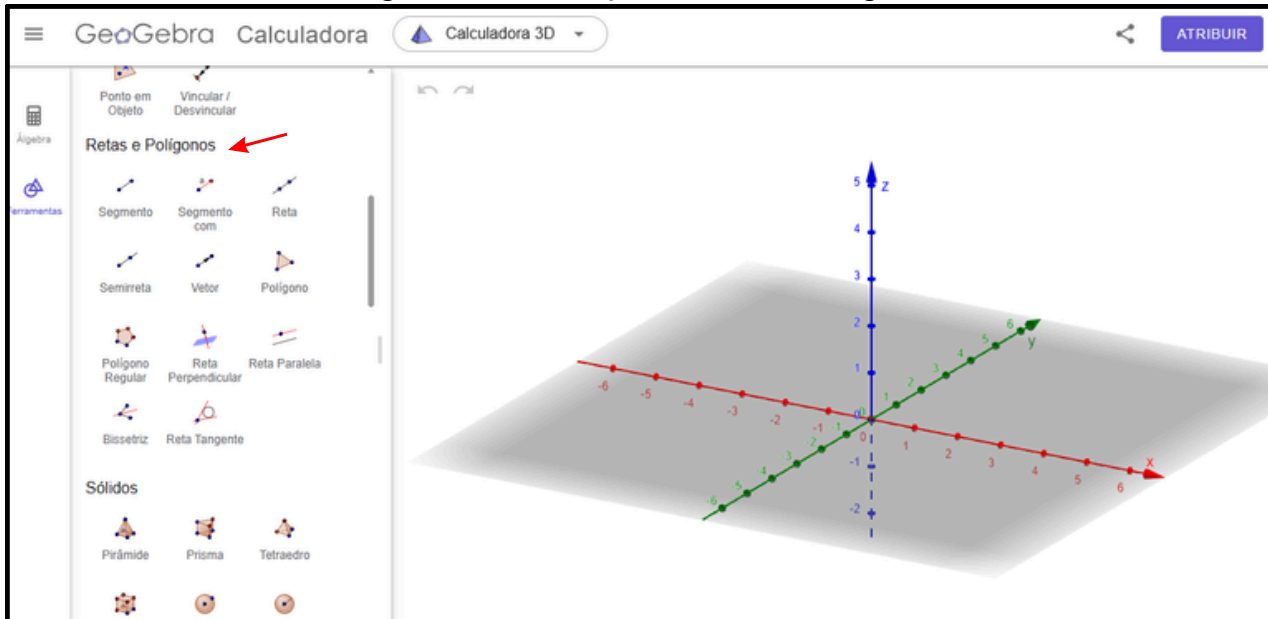 GeoGebra Calculadora
Calculadora 3D
ATRIBUIR
Álgebra
Ferramentas
Ponto em Objeto
Vincular / Desvincular
Retas e Polígonos
Segmento
Segmento com
Reta
Semirreta
Vetor
Polígono
Polígono Regular
Reta Perpendicular
Reta Paralela
Bissetriz
Reta Tangente
Sólidos
Pirâmide
Prisma
Tetraedro
5 z
4
3
2
1
0
-1
-2
-6 -5 -4 -3 -2 -1 0 1 2 3 4 5 6 x
-6 -5 -4 3 2 1 0 1 2 3 4 5 6 y